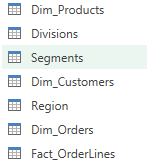 Dim_Products
Divisions
Segments
Dim_Customers
Region
Dim_Orders
Fact_OrderLines